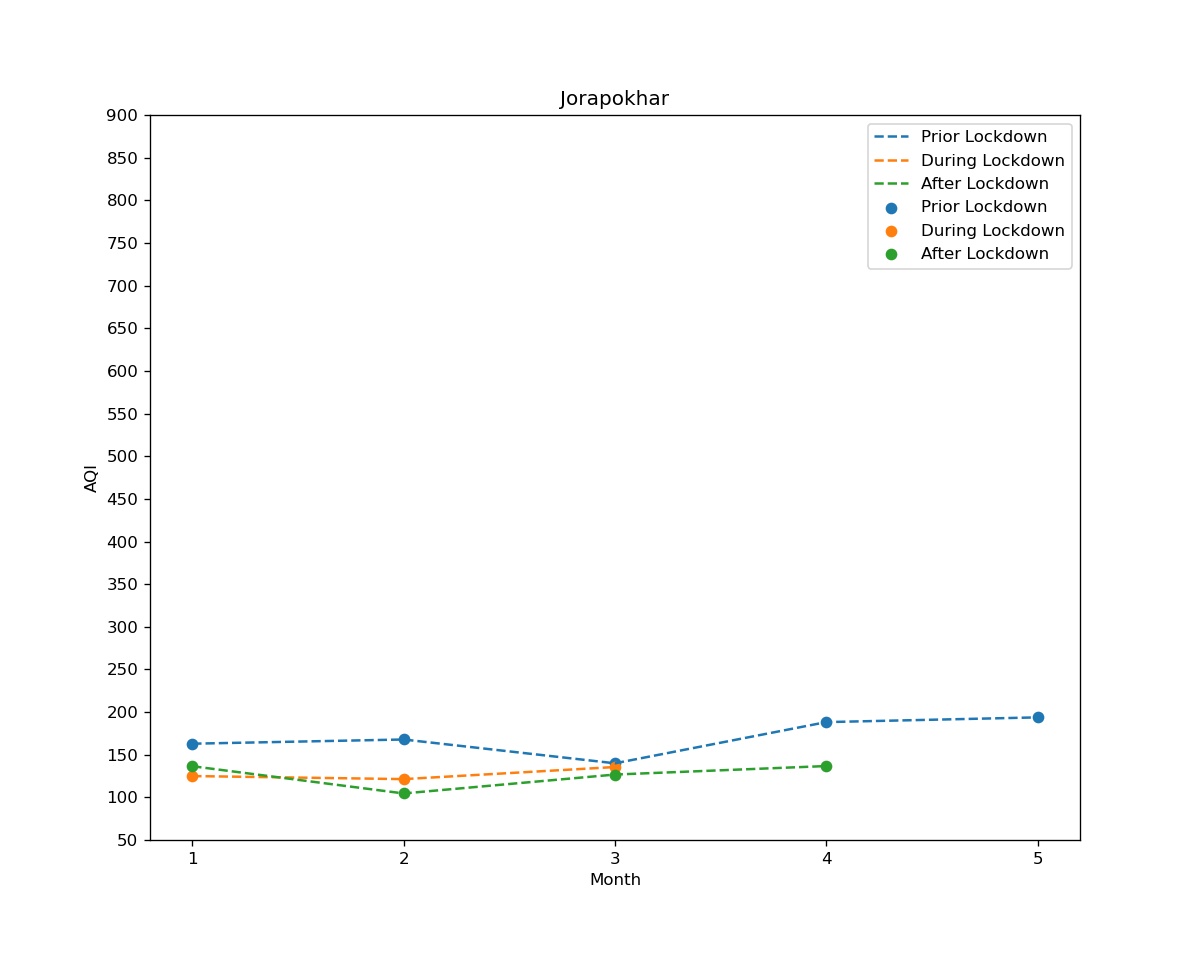 Jorapokhar
900
850
800
750
700
650
600
550
500
450
400
350
300
250
200
150
100
50
AQI
Prior Lockdown
During Lockdown
After Lockdown
Prior Lockdown
During Lockdown
After Lockdown
1 2 3 4 5
Month